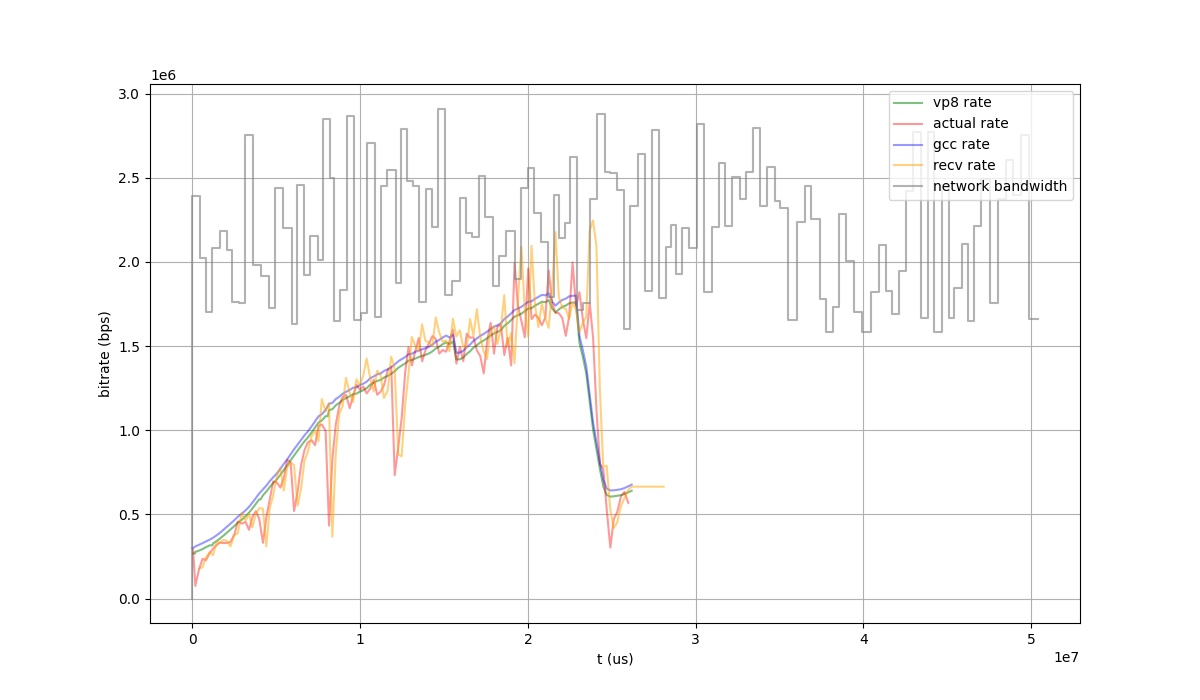 1e6
3.0
2.5
2.0
1.5
1.0
0.5
0.0
bitrate (bps)
vp8 rate
actual rate
gcc rate
recv rate
network bandwidth
0 1 2 3 4 5
t (us)
1e7